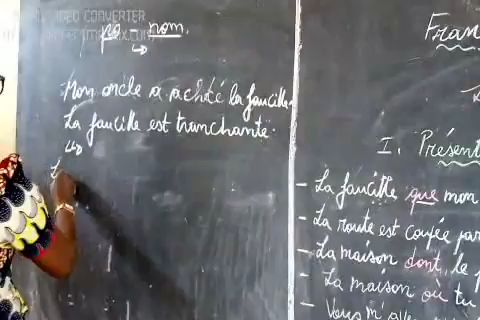 po - nom.
Mon oncle a acheté la faucille.
La faucille est tranchante.
Fran
I. Présent
- La faucille que mon
- La route est coupée par
- La maison dont le
- La maison où tu
- Vous m'